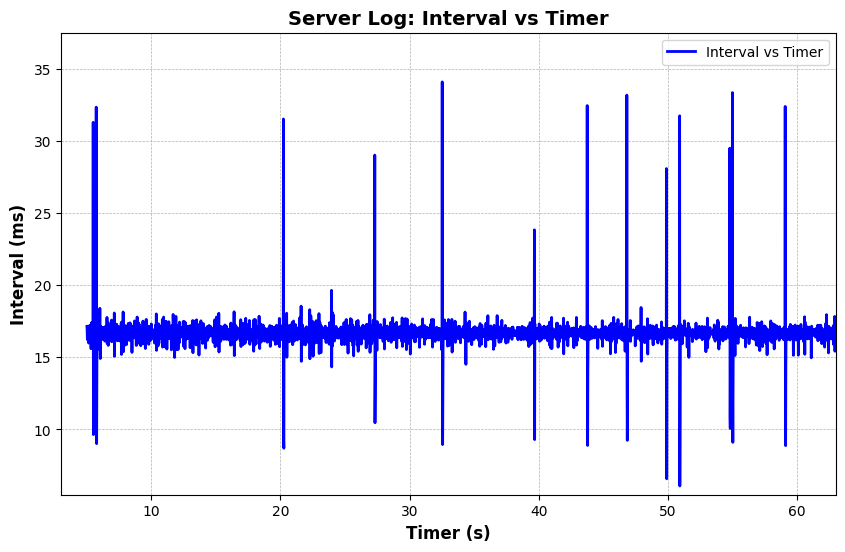 Server Log: Interval vs Timer
Interval vs Timer
35
30
25
20
15
10
Interval (ms)
10 20 30 40 50 60
Timer (s)